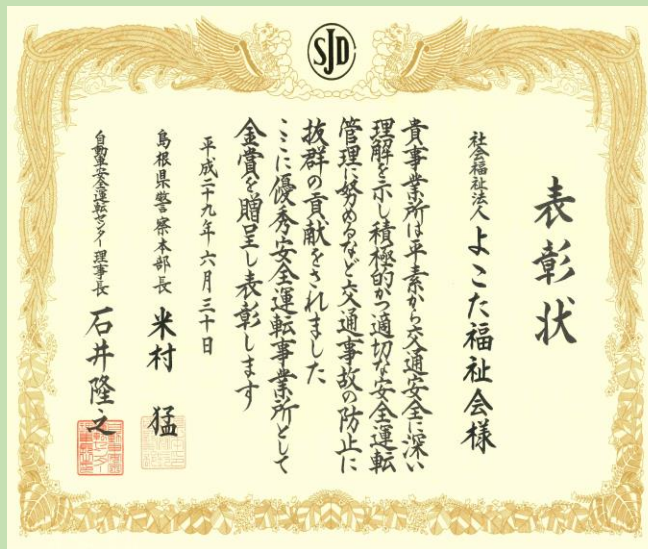 SJD
表彰状
社会福祉法人 よこた福祉会様
貴事業所は平素から交通安全に深い
理解を示し積極的かつ適切な安全運転
管理に努めるなど交通事故の防止に
抜群の貢献をされました
ここに優秀安全運転事業所として
金賞を贈呈し表彰します
平成二十九年六月三十日
島根県警察本部長 米村 猛
自動車安全運転センター理事長 石井隆之